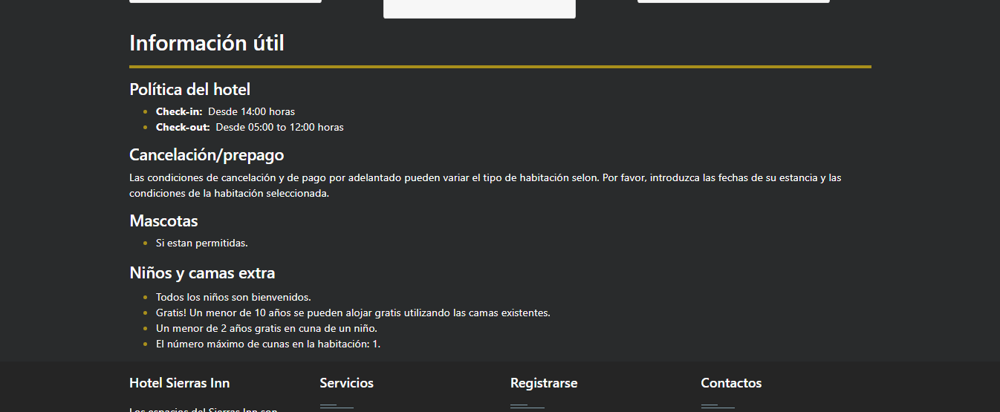 Información útil
Política del hotel
Check-in: Desde 14:00 horas
Check-out: Desde 05:00 to 12:00 horas
Cancelación/prepago
Las condiciones de cancelación y de pago por adelantado pueden variar el tipo de habitación selon. Por favor, introduzca las fechas de su estancia y las
condiciones de la habitación seleccionada.
Mascotas
Si estan permitidas.
Niños y camas extra
Todos los niños son bienvenidos.
Gratis! Un menor de 10 años se pueden alojar gratis utilizando las camas existentes.
Un menor de 2 años gratis en cuna de un niño.
El número máximo de cunas en la habitación: 1.
Hotel Sierras Inn
Servicios
Registrarse
Contactos
Los espacios del Sierras Inn son